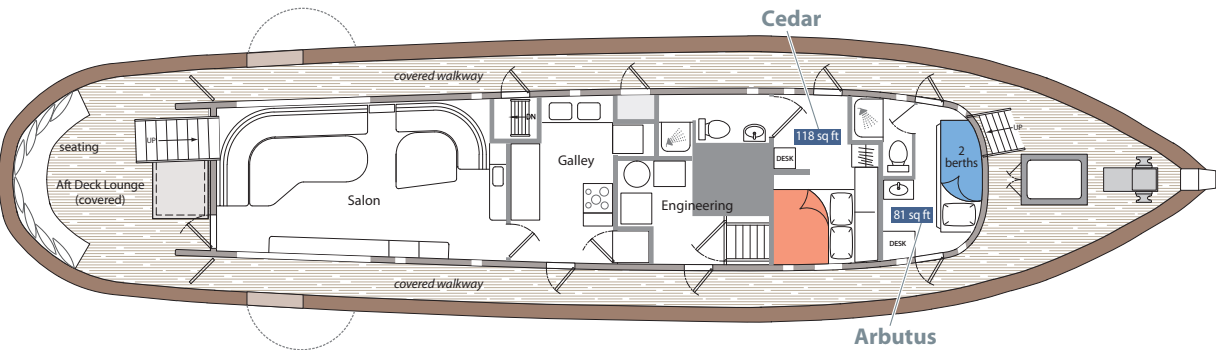 Cedar
covered walkway
DN
UP
UP
118 sq ft
seating
Galley
DESK
2
berths
Aft Deck Lounge
(covered)
Salon
Engineering
81 sq ft
DESK
covered walkway
Arbutus